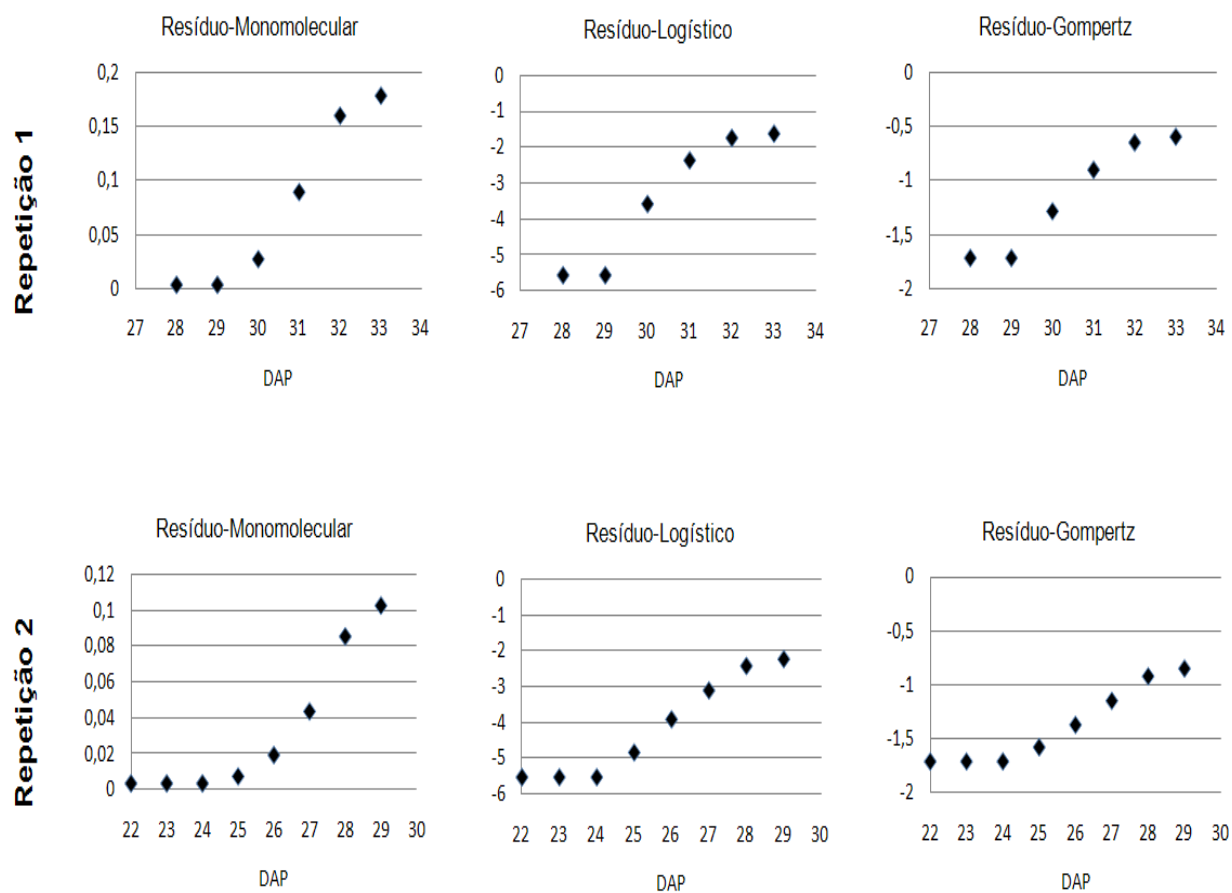 Repetição 1
Resíduo-Monomolecular
0,2
0,15
0,1
0,05
0
27 28 29 30 31 32 33 34
DAP
Resíduo-Logístico
0
-1
-2
-3
-4
-5
-6
27 28 29 30 31 32 33 34
DAP
Resíduo-Gompertz
0
-0,5
-1
-1,5
-2
27 28 29 30 31 32 33 34
DAP
Repetição 2
Resíduo-Monomolecular
0,12
0,1
0,08
0,06
0,04
0,02
0
22 23 24 25 26 27 28 29 30
DAP
Resíduo-Logístico
0
-1
-2
-3
-4
-5
-6
22 23 24 25 26 27 28 29 30
DAP
Resíduo-Gompertz
0
-0,5
-1
-1,5
-2
22 23 24 25 26 27 28 29 30
DAP